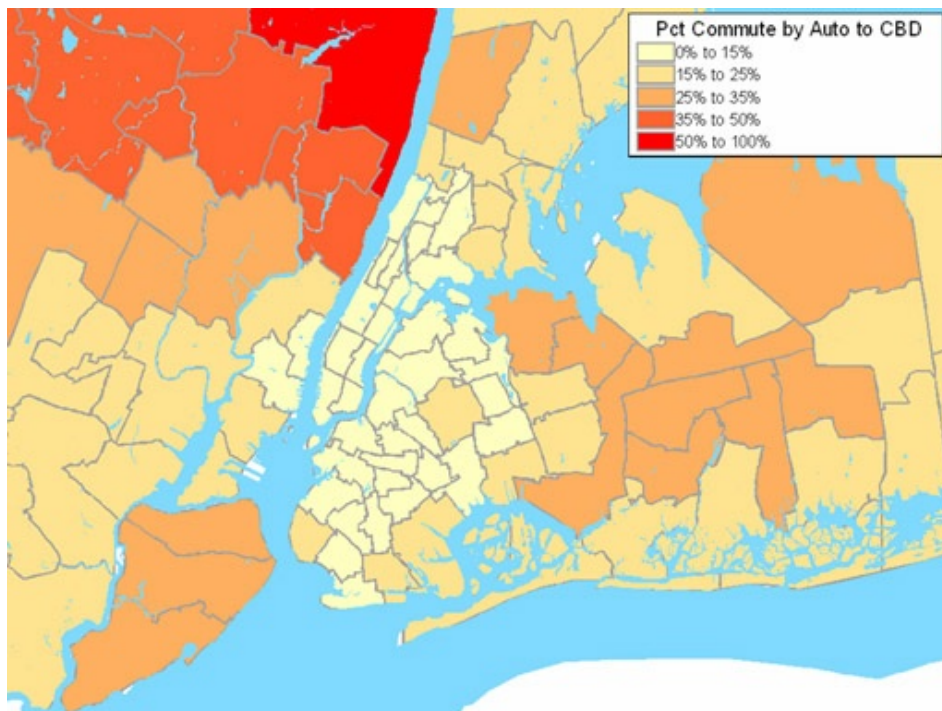 Pct Commute by Auto to CBD
0% to 15%
15% to 25%
25% to 35%
35% to 50%
50% to 100%